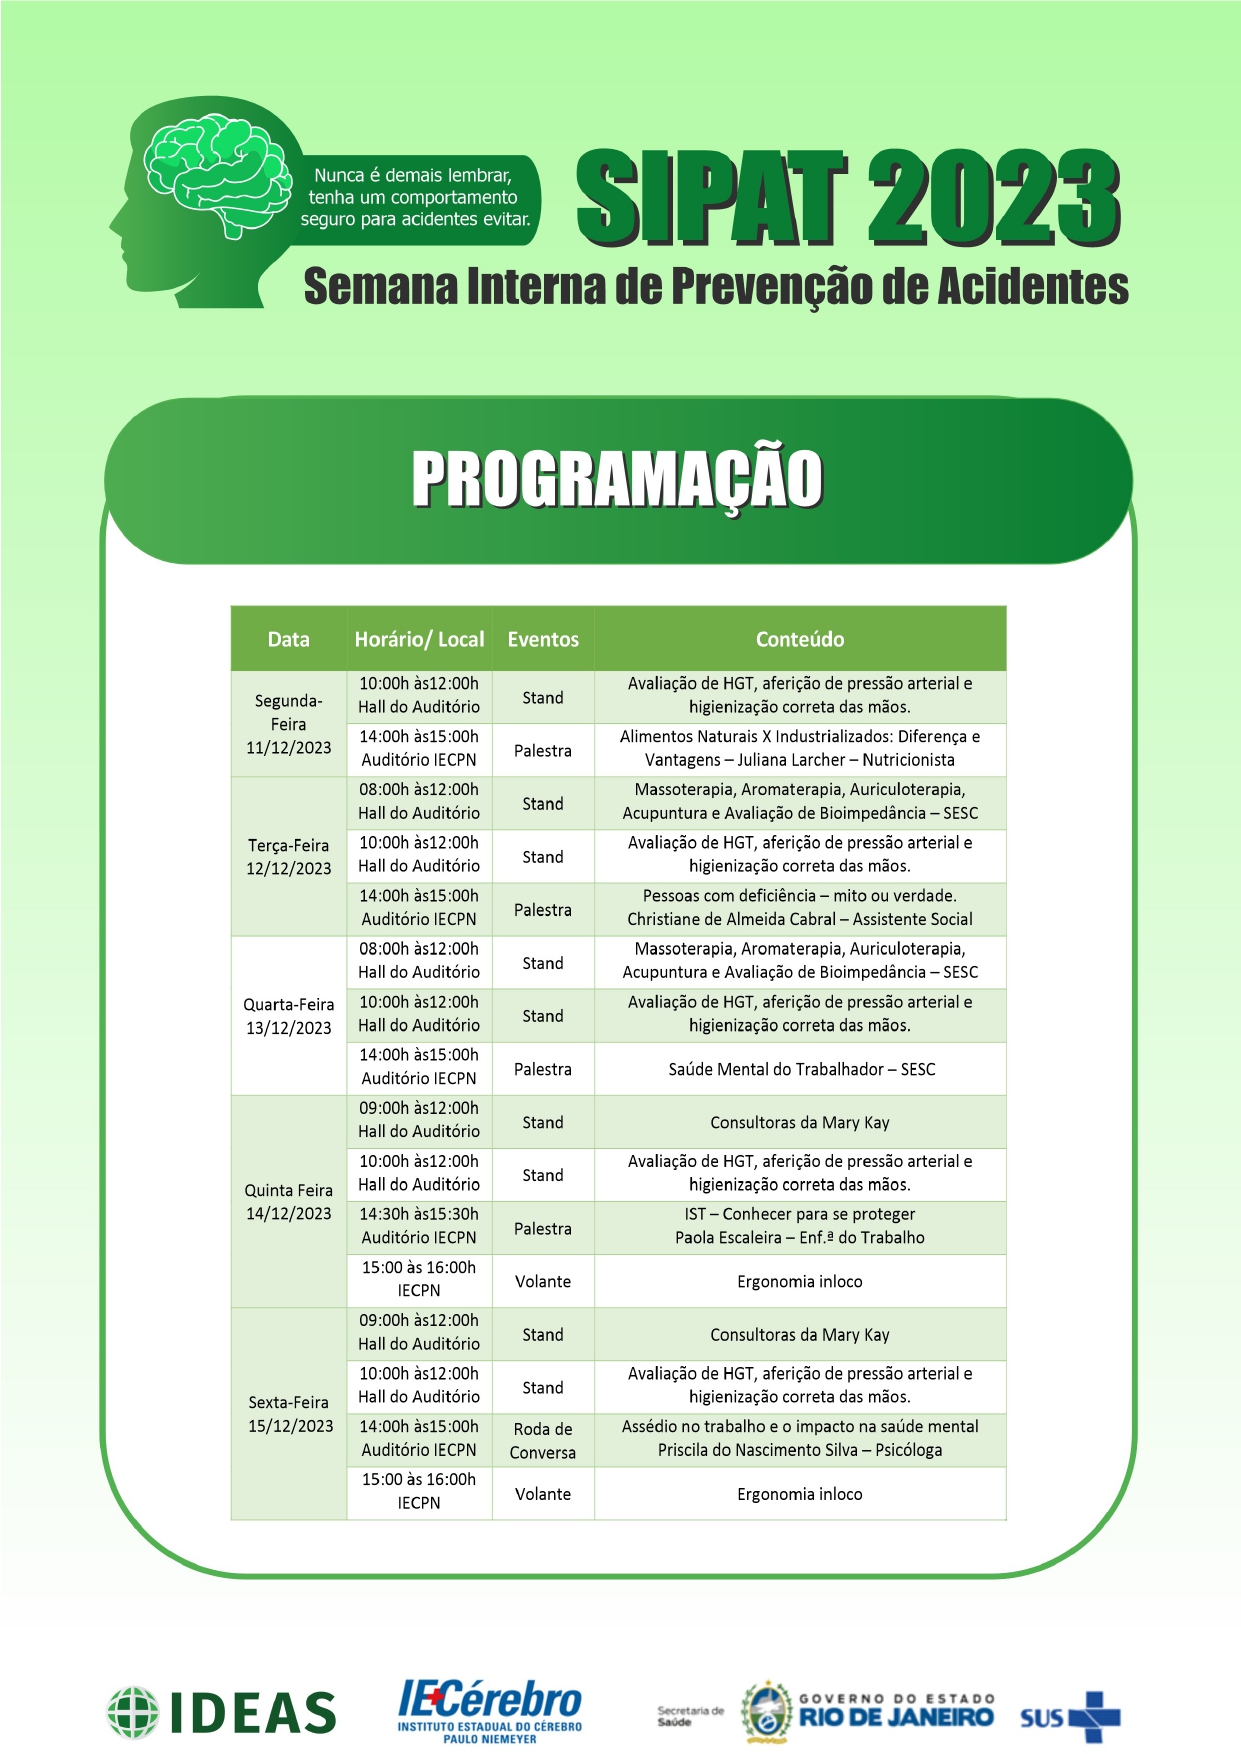 Nunca é demais lembrar,
tenha um comportamento
seguro para acidentes evitar.
SIPAT 2023
Semana Interna de Prevenção de Acidentes
PROGRAMAÇÃO
Data Horário/ Local Eventos Conteúdo
Segunda-
Feira
11/12/2023
10:00h às12:00h
Hall do Auditório
Stand
Avaliação de HGT, aferição de pressão arterial e
higienização correta das mãos.
14:00h às15:00h
Auditório IECPN
Palestra
Alimentos Naturais X Industrializados: Diferença e
Vantagens – Juliana Larcher – Nutricionista
Terça-Feira
12/12/2023
08:00h às12:00h
Hall do Auditório
Stand
Massoterapia, Aromaterapia, Auriculoterapia,
Acupuntura e Avaliação de Bioimpedância – SESC
10:00h às12:00h
Hall do Auditório
Stand
Avaliação de HGT, aferição de pressão arterial e
higienização correta das mãos.
14:00h às15:00h
Auditório IECPN
Palestra
Pessoas com deficiência – mito ou verdade.
Christiane de Almeida Cabral – Assistente Social
Quarta-Feira
13/12/2023
08:00h às12:00h
Hall do Auditório
Stand
Massoterapia, Aromaterapia, Auriculoterapia,
Acupuntura e Avaliação de Bioimpedância – SESC
10:00h às12:00h
Hall do Auditório
Stand
Avaliação de HGT, aferição de pressão arterial e
higienização correta das mãos.
14:00h às15:00h
Auditório IECPN
Palestra
Saúde Mental do Trabalhador – SESC
Quinta Feira
14/12/2023
09:00h às12:00h
Hall do Auditório
Stand
Consultoras da Mary Kay
10:00h às12:00h
Hall do Auditório
Stand
Avaliação de HGT, aferição de pressão arterial e
higienização correta das mãos.
14:30h às15:30h
Auditório IECPN
Palestra
IST – Conhecer para se proteger
Paola Escaleira – Enf.ª do Trabalho
15:00 às 16:00h
IECPN
Volante
Ergonomia inloco
Sexta-Feira
15/12/2023
09:00h às12:00h
Hall do Auditório
Stand
Consultoras da Mary Kay
10:00h às12:00h
Hall do Auditório
Stand
Avaliação de HGT, aferição de pressão arterial e
higienização correta das mãos.
14:00h às15:00h
Auditório IECPN
Roda de
Conversa
Assédio no trabalho e o impacto na saúde mental
Priscila do Nascimento Silva – Psicóloga
15:00 às 16:00h
IECPN
Volante
Ergonomia inloco
IDEAS
IECérebro
INSTITUTO ESTADUAL DO CÉREBRO
PAULO NIEMEYER
Secretaria de
Saúde
GOVERNO DO ESTADO
RIO DE JANEIRO
SUS